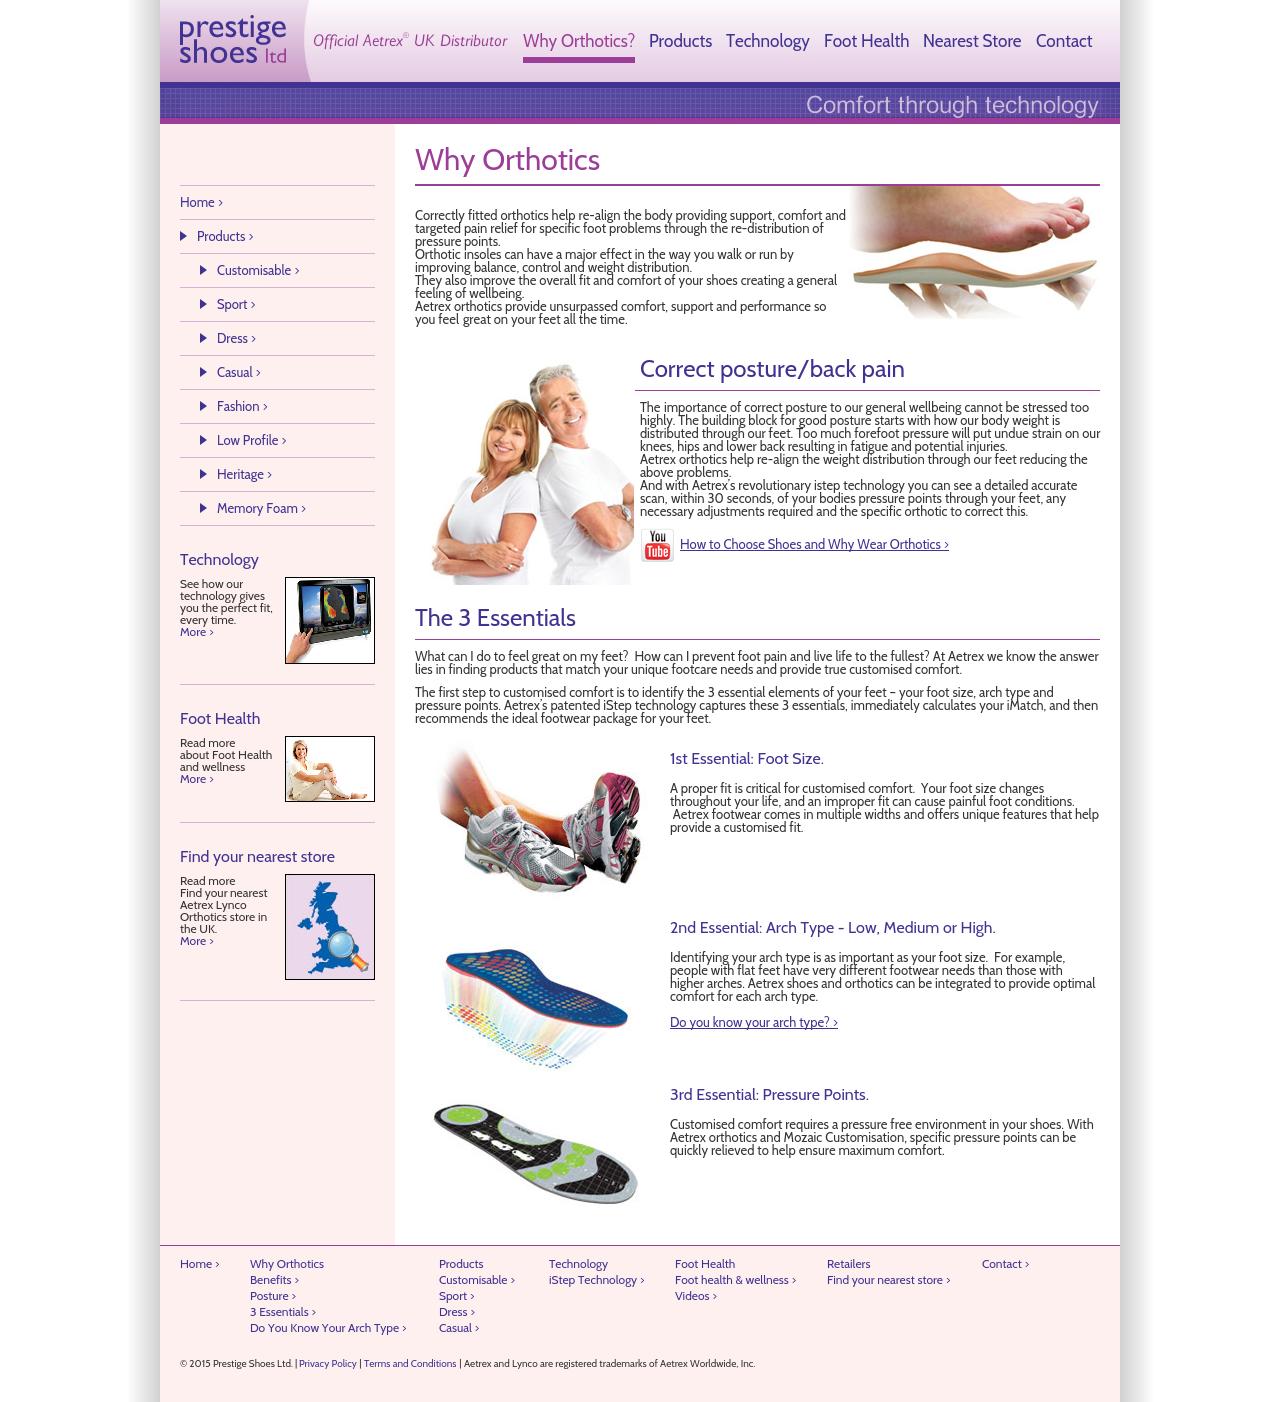 prestige
shoes ltd
Official Aetrex® UK Distributor
Why Orthotics?
Products
Technology
Foot Health
Nearest Store
Contact
Comfort through technology
Home >
Products >
Customisable >
Sport >
Dress >
Casual >
Fashion >
Low Profile >
Heritage >
Memory Foam >
Technology
See how our
technology gives
you the perfect fit,
every time.
More >
Foot Health
Read more
about Foot Health
and wellness
More >
Find your nearest store
Read more
Find your nearest
Aetrex Lynco
Orthotics store in
the UK.
More >
Why Orthotics
Correctly fitted orthotics help re-align the body providing support, comfort and
targeted pain relief for specific foot problems through the re-distribution of
pressure points.
Orthotic insoles can have a major effect in the way you walk or run by
improving balance, control and weight distribution.
They also improve the overall fit and comfort of your shoes creating a general
feeling of wellbeing.
Aetrex orthotics provide unsurpassed comfort, support and performance so
you feel great on your feet all the time.
Correct posture/back pain
The importance of correct posture to our general wellbeing cannot be stressed too
highly. The building block for good posture starts with how our body weight is
distributed through our feet. Too much forefoot pressure will put undue strain on our
knees, hips and lower back resulting in fatigue and potential injuries.
Aetrex orthotics help re-align the weight distribution through our feet reducing the
above problems.
And with Aetrex's revolutionary istep technology you can see a detailed accurate
scan, within 30 seconds, of your bodies pressure points through your feet, any
necessary adjustments required and the specific orthotic to correct this.
You
Tube
How to Choose Shoes and Why Wear Orthotics >
The 3 Essentials
What can I do to feel great on my feet?  How can I prevent foot pain and live life to the fullest? At Aetrex we know the answer
lies in finding products that match your unique footcare needs and provide true customised comfort.
The first step to customised comfort is to identify the 3 essential elements of your feet – your foot size, arch type and
pressure points. Aetrex's patented iStep technology captures these 3 essentials, immediately calculates your iMatch, and then
recommends the ideal footwear package for your feet.
1st Essential: Foot Size.
A proper fit is critical for customised comfort.  Your foot size changes
throughout your life, and an improper fit can cause painful foot conditions.
Aetrex footwear comes in multiple widths and offers unique features that help
provide a customised fit.
2nd Essential: Arch Type - Low, Medium or High.
Identifying your arch type is as important as your foot size.  For example,
people with flat feet have very different footwear needs than those with
higher arches. Aetrex shoes and orthotics can be integrated to provide optimal
comfort for each arch type.
Do you know your arch type? >
3rd Essential: Pressure Points.
Customised comfort requires a pressure free environment in your shoes. With
Aetrex orthotics and Mozaic Customisation, specific pressure points can be
quickly relieved to help ensure maximum comfort.
Home >
Why Orthotics
Benefits >
Posture >
3 Essentials >
Do You Know Your Arch Type >
Products
Customisable >
Sport >
Dress >
Casual >
Technology
iStep Technology >
Foot Health
Foot health & wellness >
Videos >
Retailers
Find your nearest store >
Contact >
© 2015 Prestige Shoes Ltd. | Privacy Policy | Terms and Conditions | Aetrex and Lynco are registered trademarks of Aetrex Worldwide, Inc.